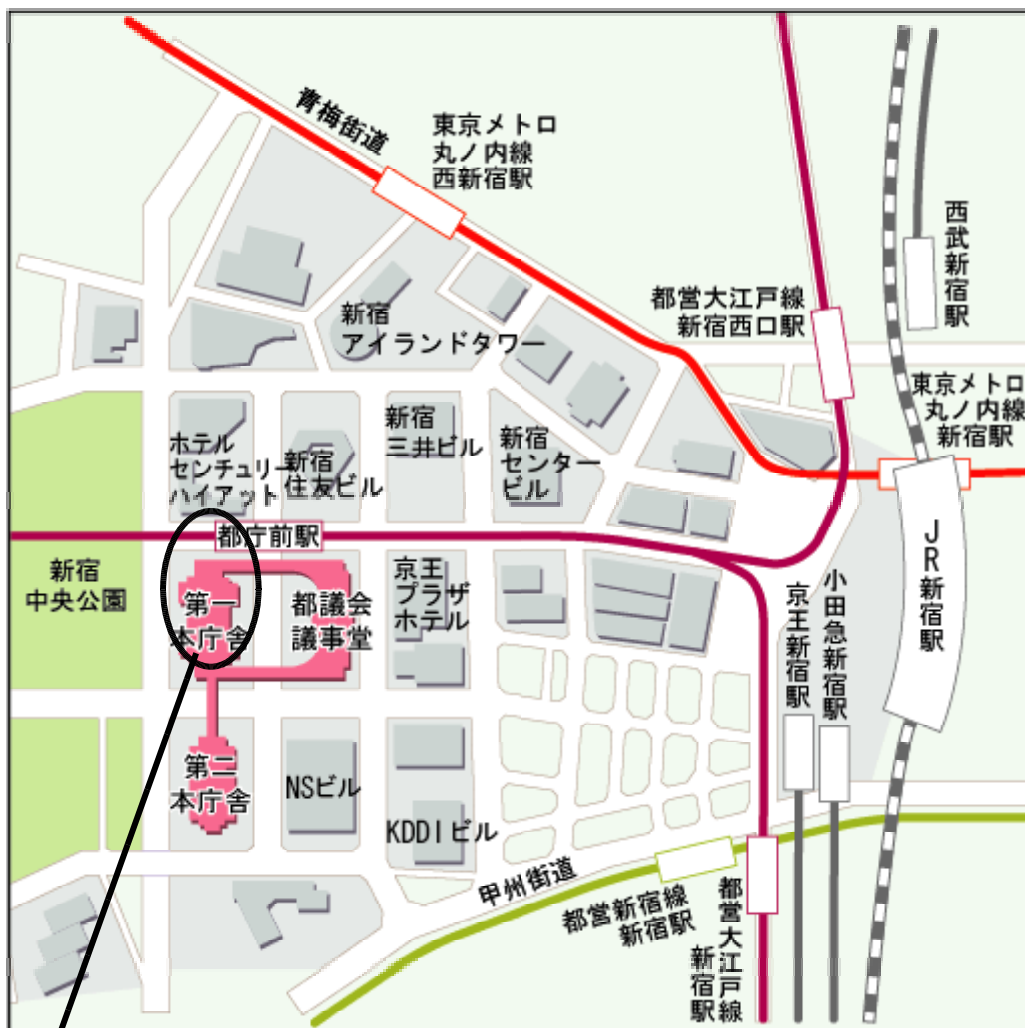 青梅街道
東京メトロ
丸ノ内線
西新宿駅
西武新宿駅
都営大江戸線
新宿西口駅
新宿
アイランドタワー
東京メトロ
丸ノ内線
新宿駅
ホテル
センチュリー
ハイアット
新宿
住友ビル
新宿
三井ビル
新宿
センター
ビル
都庁前駅
JR新宿駅
新宿
中央公園
第一
本庁舎
都議会
議事堂
京王
プラザ
ホテル
京王新宿駅
小田急新宿駅
第二
本庁舎
NSビル
KDDIビル
甲州街道
都営新宿線
新宿駅
都営大江戸線
新宿駅